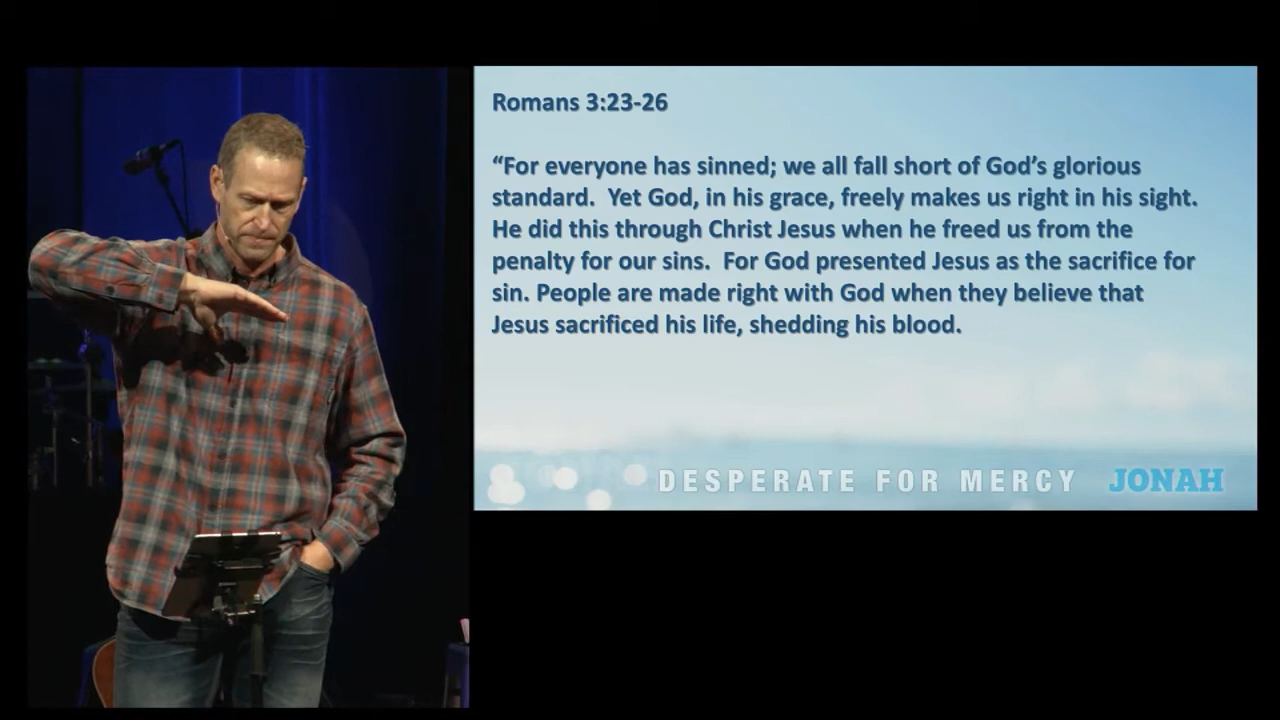 Romans 3:23-26
“For everyone has sinned; we all fall short of God’s glorious
standard.  Yet God, in his grace, freely makes us right in his sight.
He did this through Christ Jesus when he freed us from the
penalty for our sins.  For God presented Jesus as the sacrifice for
sin. People are made right with God when they believe that
Jesus sacrificed his life, shedding his blood.
DESPERATE FOR MERCY JONAH